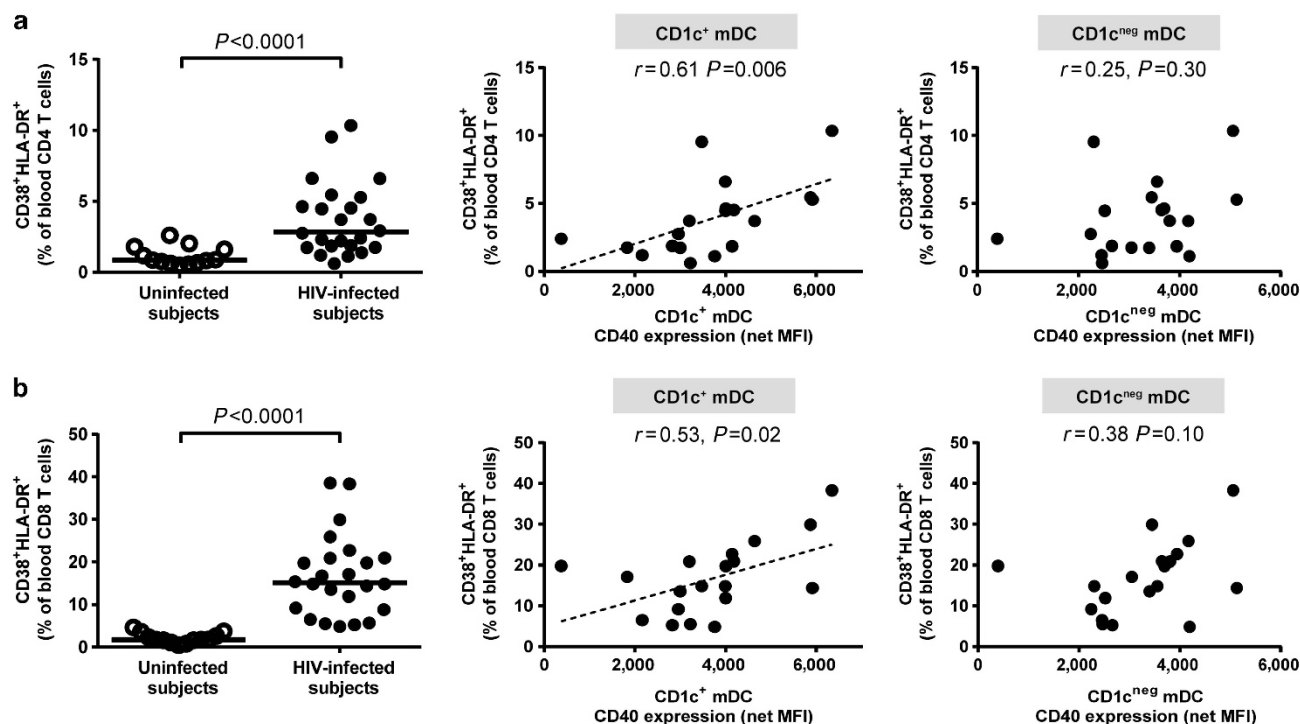 a
P<0.0001
CD38+HLA-DR+
(% of blood CD4 T cells)
15
10
5
0
Uninfected
subjects
HIV-infected
subjects
CD1c+ mDC
r=0.61 P=0.006
CD38+HLA-DR+
(% of blood CD4 T cells)
15
10
5
0
0 2,000 4,000 6,000
CD1c+ mDC
CD40 expression (net MFI)
CD1cneg mDC
r=0.25, P=0.30
CD38+HLA-DR+
(% of blood CD4 T cells)
15
10
5
0
0 2,000 4,000 6,000
CD1cneg mDC
CD40 expression (net MFI)
b
P<0.0001
CD38+HLA-DR+
(% of blood CD8 T cells)
50
40
30
20
10
0
Uninfected
subjects
HIV-infected
subjects
CD1c+ mDC
r=0.53, P=0.02
CD38+HLA-DR+
(% of blood CD8 T cells)
50
40
30
20
10
0
0 2,000 4,000 6,000
CD1c+ mDC
CD40 expression (net MFI)
CD1cneg mDC
r=0.38 P=0.10
CD38+HLA-DR+
(% of blood CD8 T cells)
50
40
30
20
10
0
0 2,000 4,000 6,000
CD1cneg mDC
CD40 expression (net MFI)